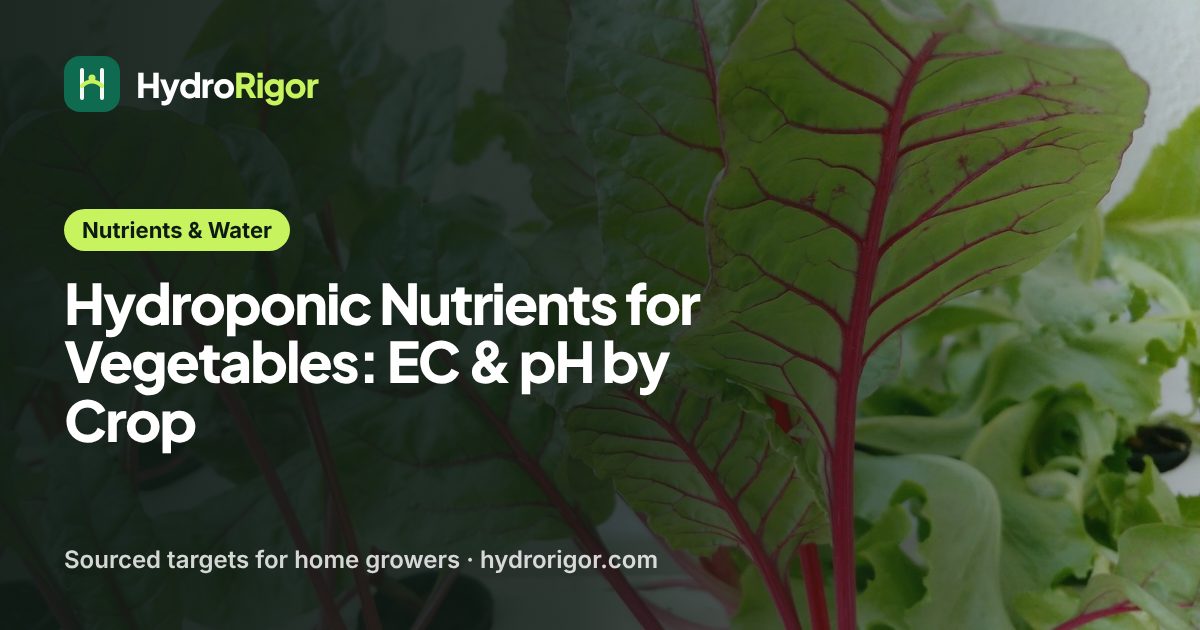 HydroRigor
Nutrients & Water
Hydroponic Nutrients for
Vegetables: EC & pH by
Crop
Sourced targets for home growers · hydrorigor.com